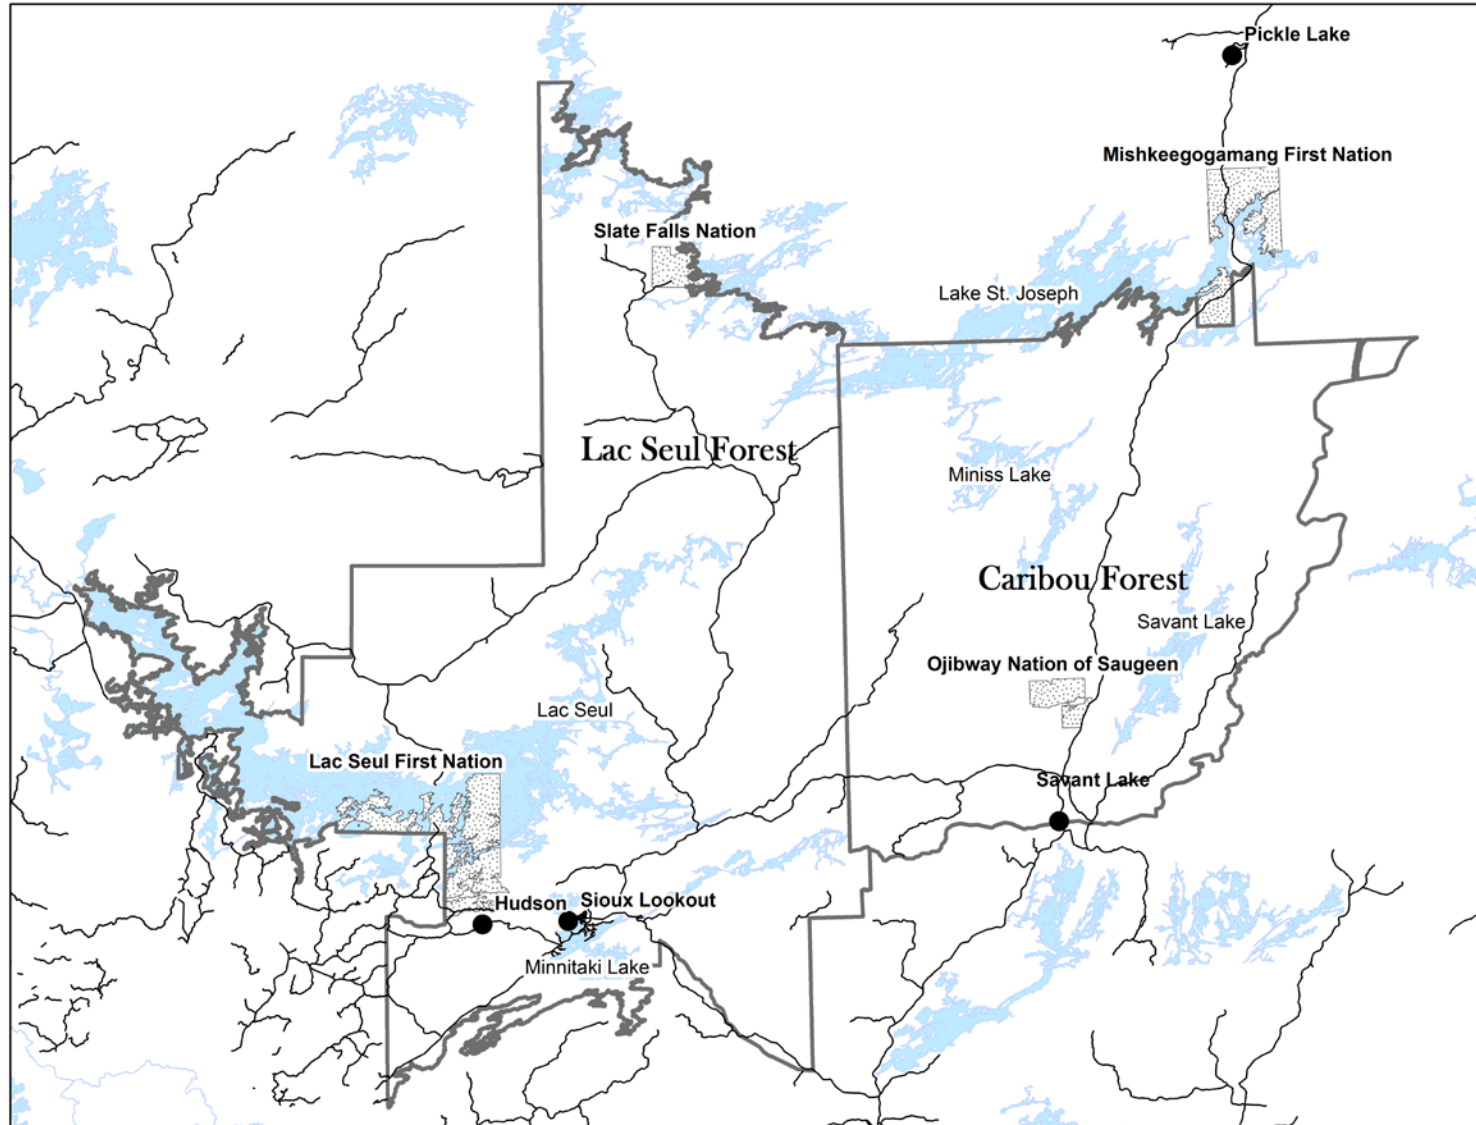 Pickle Lake
Mishkeegogamang First Nation
Slate Falls Nation
Lake St. Joseph
Lac Seul Forest
Miniss Lake
Caribou Forest
Savant Lake
Ojibway Nation of Saugeen
Lac Seul
Lac Seul First Nation
Savant Lake
Hudson
Sioux Lookout
Minnitaki Lake